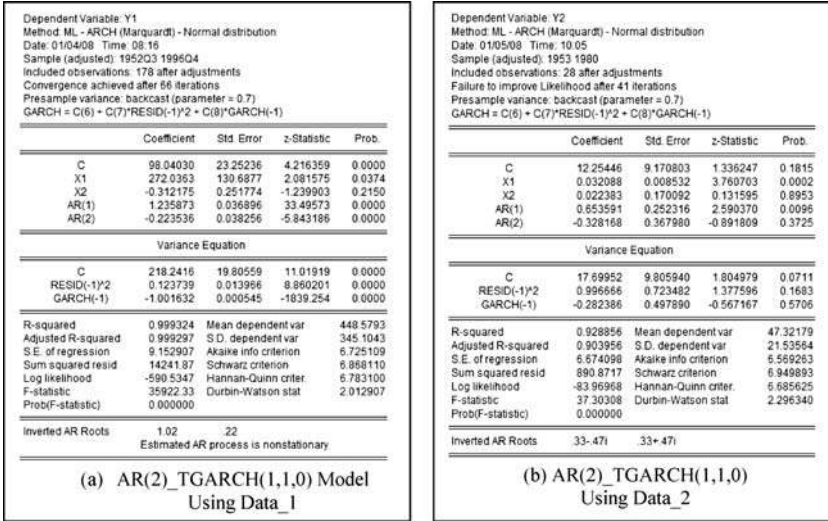 Dependent Variable: Y1
Method: ML - ARCH (Marquardt) - Normal distribution
Date: 01/04/08 Time: 08:16
Sample (adjusted): 1952Q3 1996Q4
Included observations: 178 after adjustments
Convergence achieved after 66 iterations
Presample variance: backcast (parameter = 0.7)
GARCH = C(6) + C(7)*RESID(-1)^2 + C(8)*GARCH(-1)
Coefficient Std. Error z-Statistic Prob.
C 98.04030 23.25236 4.216359 0.0000
X1 272.0363 130.6877 2.081575 0.0374
X2 -0.312175 0.251774 -1.239903 0.2150
AR(1) 1.235873 0.036896 33.49573 0.0000
AR(2) -0.223536 0.038256 -5.843186 0.0000
Variance Equation
C 218.2416 19.80559 11.01919 0.0000
RESID(-1)^2 0.123739 0.013966 8.860201 0.0000
GARCH(-1) -1.001632 0.000545 -1839.254 0.0000
R-squared 0.999324 Mean dependent var 448.5793
Adjusted R-squared 0.999297 S.D. dependent var 345.1043
S.E. of regression 9.152907 Akaike info criterion 6.725109
Sum squared resid 14241.87 Schwarz criterion 6.868110
Log likelihood -590.5347 Hannan-Quinn criter. 6.783100
F-statistic 35922.33 Durbin-Watson stat 2.012907
Prob(F-statistic) 0.000000
Inverted AR Roots 1.02 .22
Estimated AR process is nonstationary
(a) AR(2)_TGARCH(1,1,0) Model
Using Data_1
Dependent Variable: Y2
Method: ML - ARCH (Marquardt) - Normal distribution
Date: 01/05/08 Time: 10:05
Sample (adjusted): 1953 1980
Included observations: 28 after adjustments
Failure to improve Likelihood after 41 iterations
Presample variance: backcast (parameter = 0.7)
GARCH = C(6) + C(7)*RESID(-1)^2 + C(8)*GARCH(-1)
Coefficient Std. Error z-Statistic Prob.
C 12.25446 9.170803 1.336247 0.1815
X1 0.032088 0.008532 3.760703 0.0002
X2 0.022383 0.170092 0.131595 0.8953
AR(1) 0.653591 0.252316 2.590370 0.0096
AR(2) -0.328168 0.367980 -0.891809 0.3725
Variance Equation
C 17.69952 9.805940 1.804979 0.0711
RESID(-1)^2 0.996666 0.723482 1.377596 0.1683
GARCH(-1) -0.282386 0.497890 -0.567167 0.5706
R-squared 0.928856 Mean dependent var 47.32179
Adjusted R-squared 0.903956 S.D. dependent var 21.53564
S.E. of regression 6.674098 Akaike info criterion 6.569263
Sum squared resid 890.8717 Schwarz criterion 6.949893
Log likelihood -83.96968 Hannan-Quinn criter. 6.685625
F-statistic 37.30308 Durbin-Watson stat 2.296340
Prob(F-statistic) 0.000000
Inverted AR Roots .33-.47i .33+.47i
(b) AR(2)_TGARCH(1,1,0)
Using Data_2